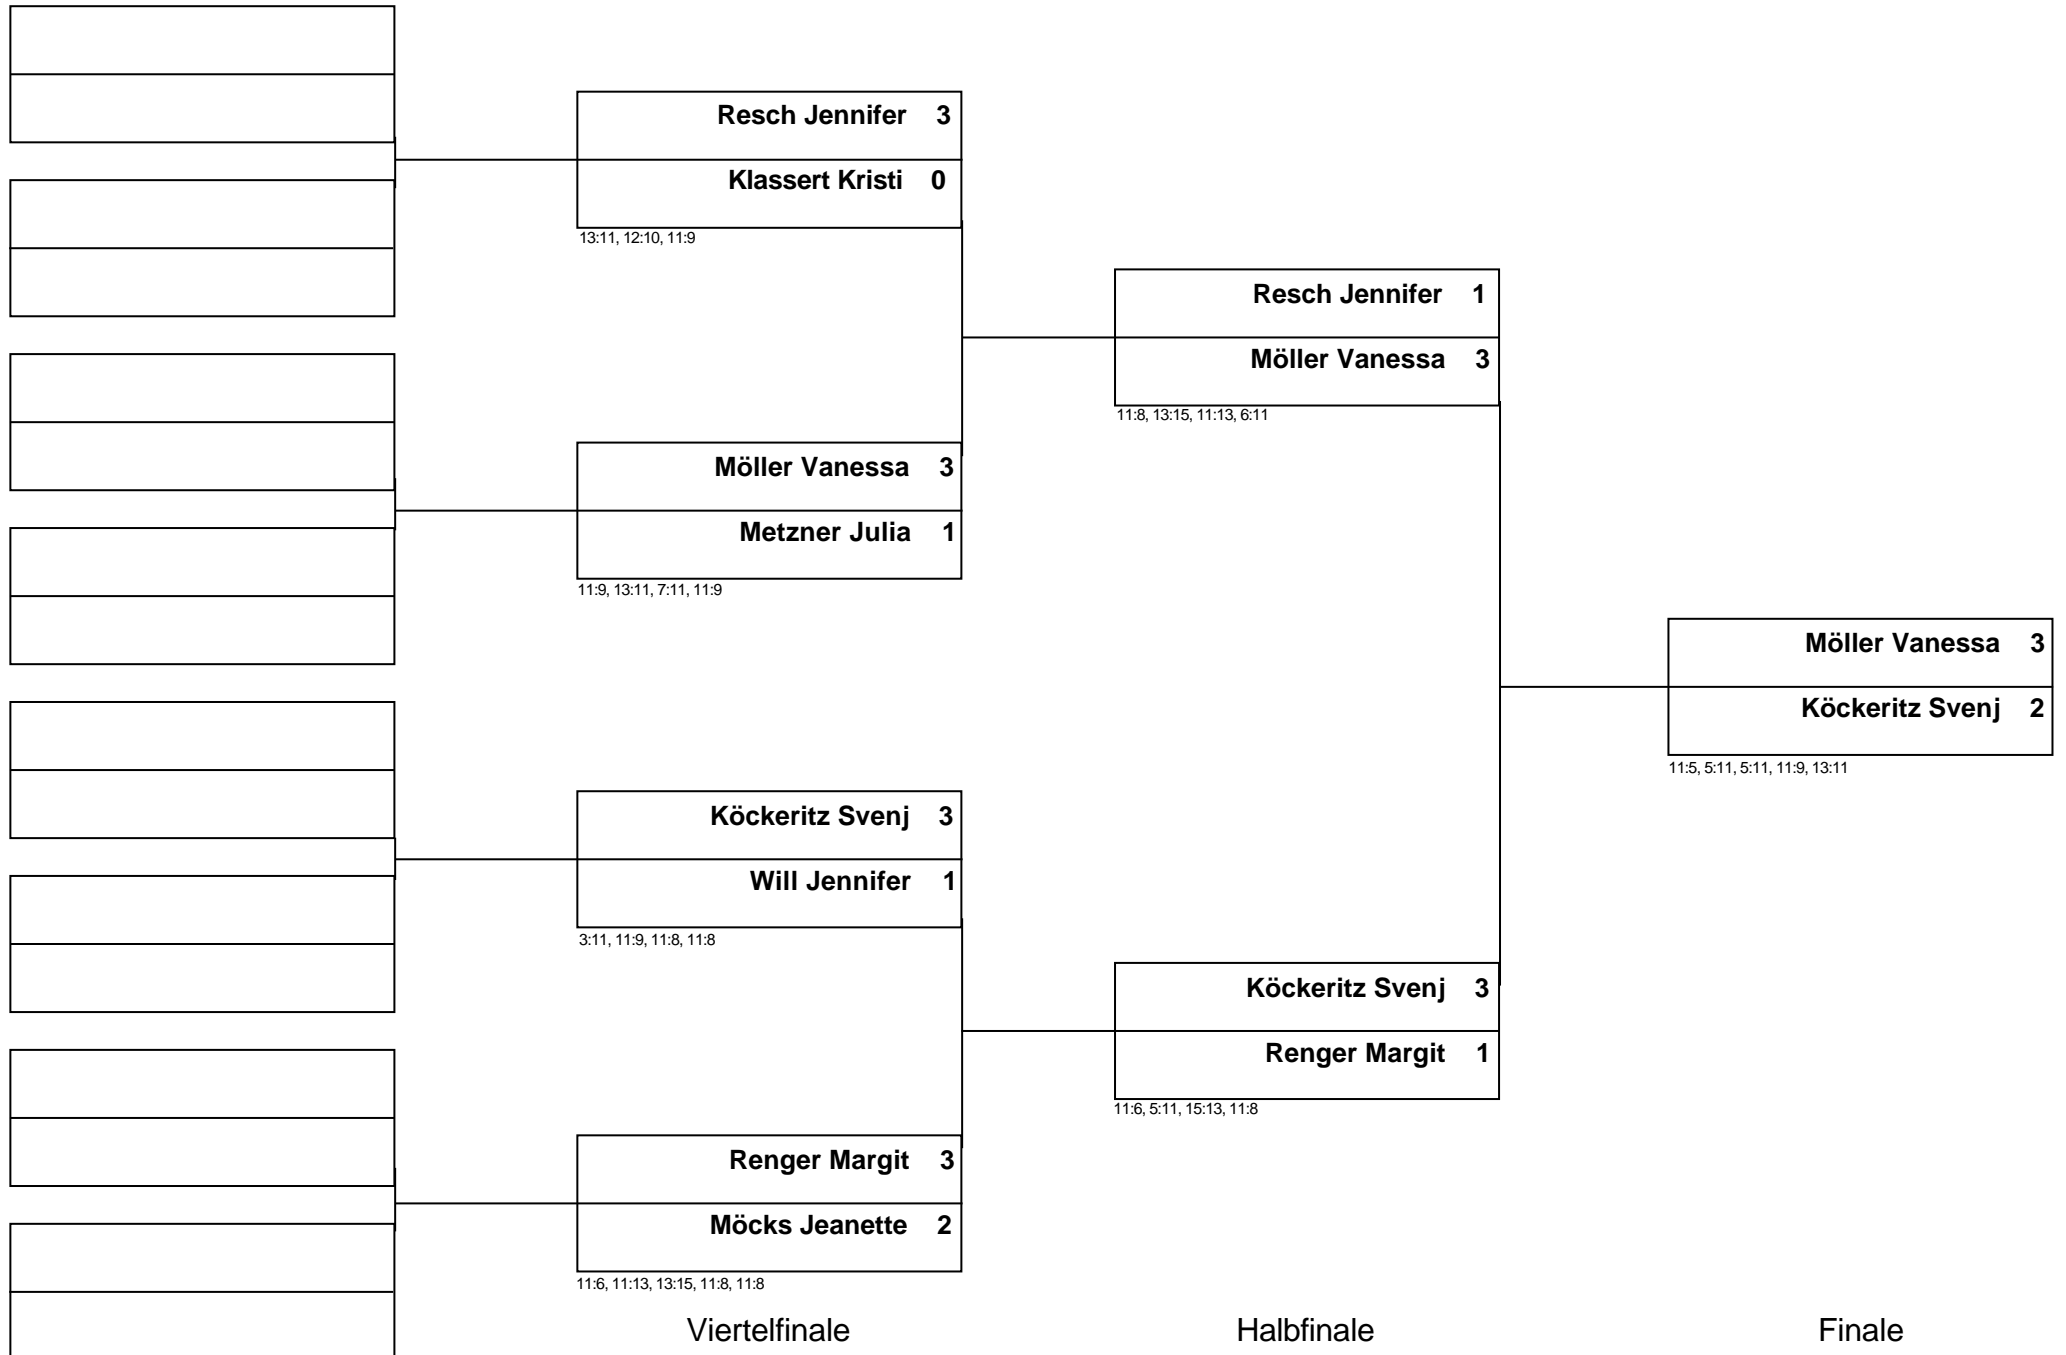 Resch Jennifer 3
Klassert Kristi 0
13:11, 12:10, 11:9
Möller Vanessa 3
Metzner Julia 1
11:9, 13:11, 7:11, 11:9
Köckeritz Svenj 3
Will Jennifer 1
3:11, 11:9, 11:8, 11:8
Renger Margit 3
Möcks Jeanette 2
11:6, 11:13, 13:15, 11:8, 11:8
Viertelfinale
Resch Jennifer 1
Möller Vanessa 3
11:8, 13:15, 11:13, 6:11
Köckeritz Svenj 3
Renger Margit 1
11:6, 5:11, 15:13, 11:8
Halbfinale
Möller Vanessa 3
Köckeritz Svenj 2
11:5, 5:11, 5:11, 11:9, 13:11
Finale